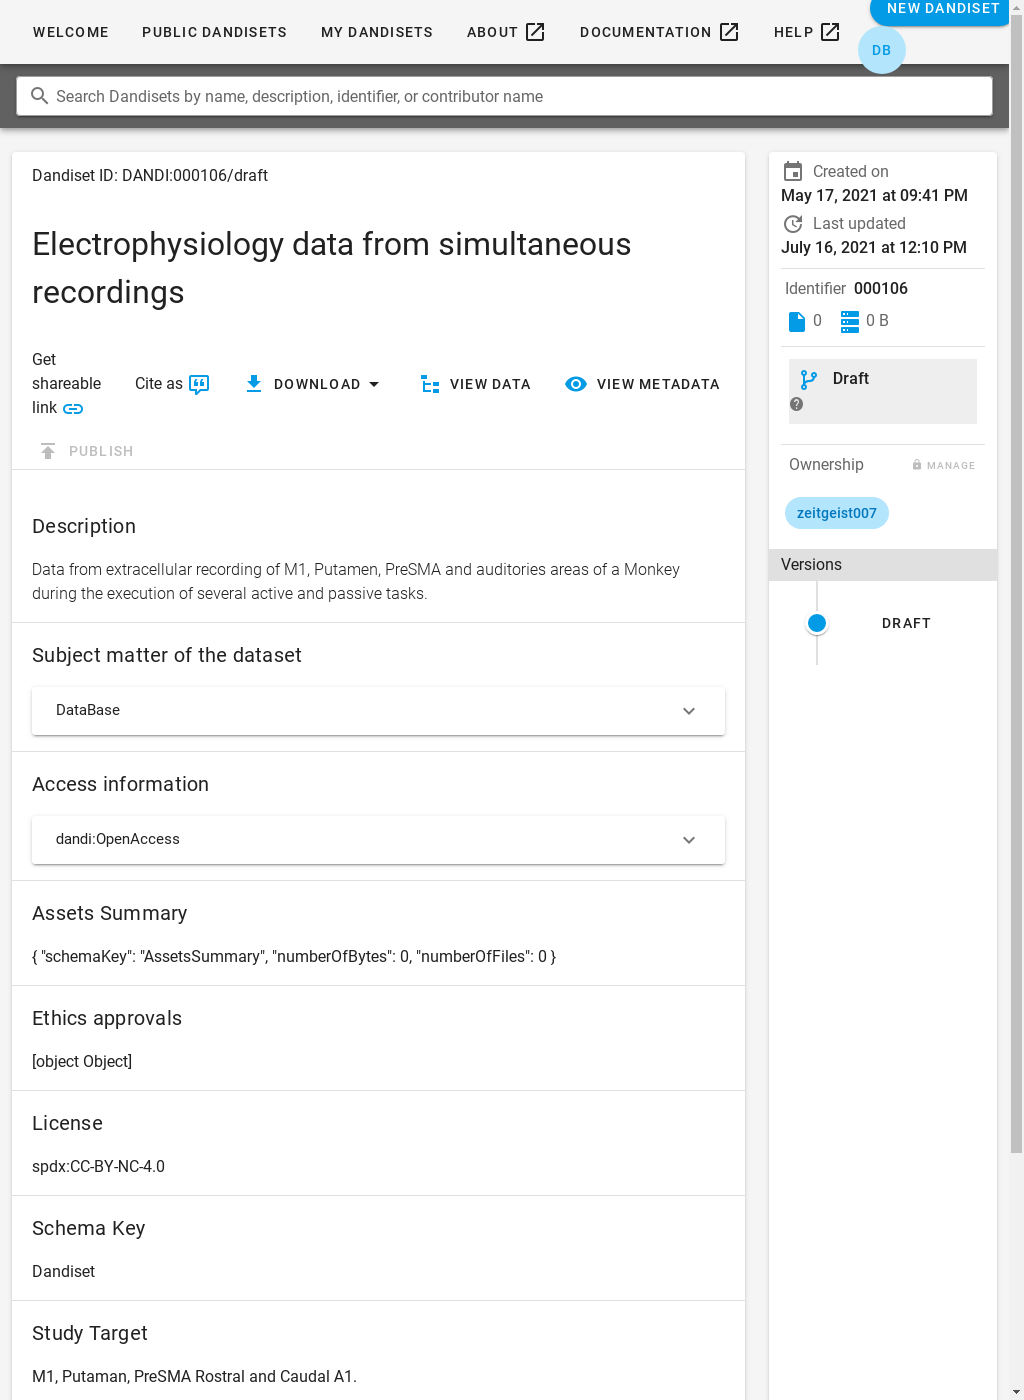 WELCOME PUBLIC DANDISETS MY DANDISETS ABOUT DOCUMENTATION HELP NEW DANDISET
DB
Search Dandisets by name, description, identifier, or contributor name
Dandiset ID: DANDI:000106/draft
Electrophysiology data from simultaneous
recordings
Get
shareable
link
Cite as
DOWNLOAD
VIEW DATA
VIEW METADATA
PUBLISH
Description
Data from extracellular recording of M1, Putamen, PreSMA and auditories areas of a Monkey
during the execution of several active and passive tasks.
Subject matter of the dataset
DataBase
Access information
dandi:OpenAccess
Assets Summary
{ "schemaKey": "AssetsSummary", "numberOfBytes": 0, "numberOfFiles": 0 }
Ethics approvals
[object Object]
License
spdx:CC-BY-NC-4.0
Schema Key
Dandiset
Study Target
M1, Putaman, PreSMA Rostral and Caudal A1.
Created on
May 17, 2021 at 09:41 PM
Last updated
July 16, 2021 at 12:10 PM
Identifier 000106
0 0 B
Draft
Ownership MANAGE
zeitgeist007
Versions
DRAFT